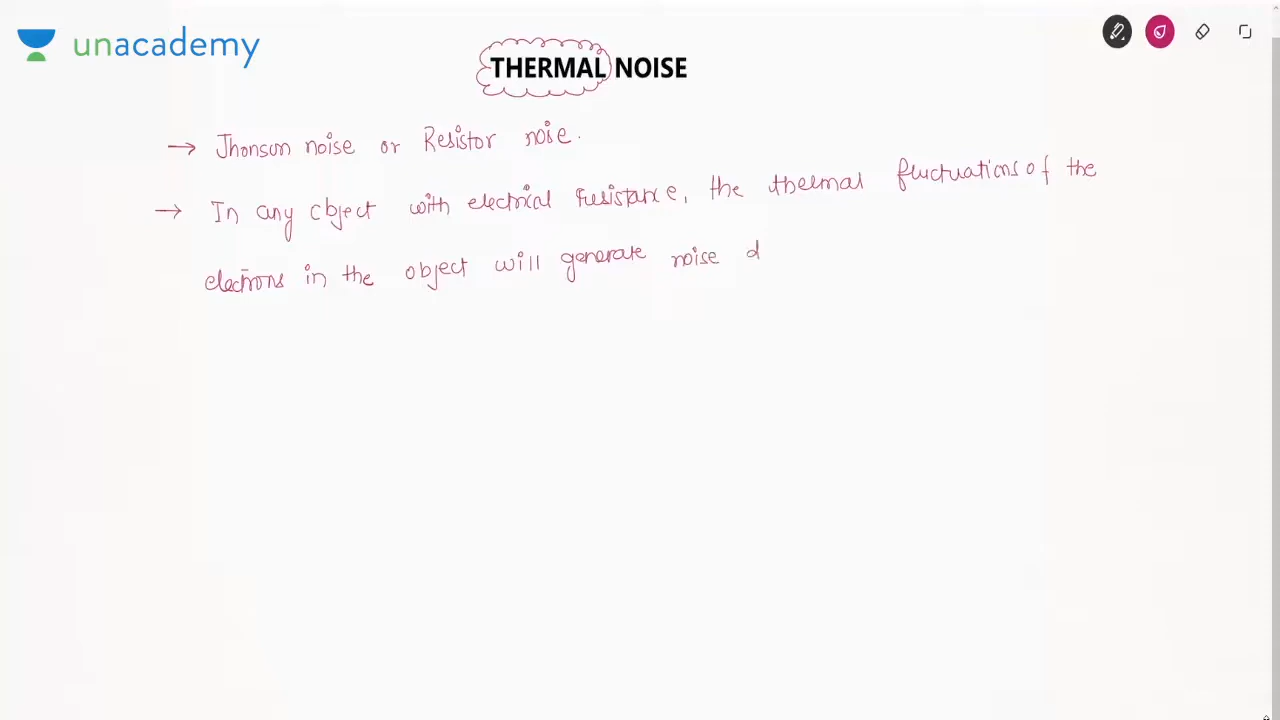 unacademy
THERMAL NOISE
→ Jhonson noise or Resistor noise.
→ In any object with electrical resistance, the thermal fluctuations of the
electrons in the object will generate noise d